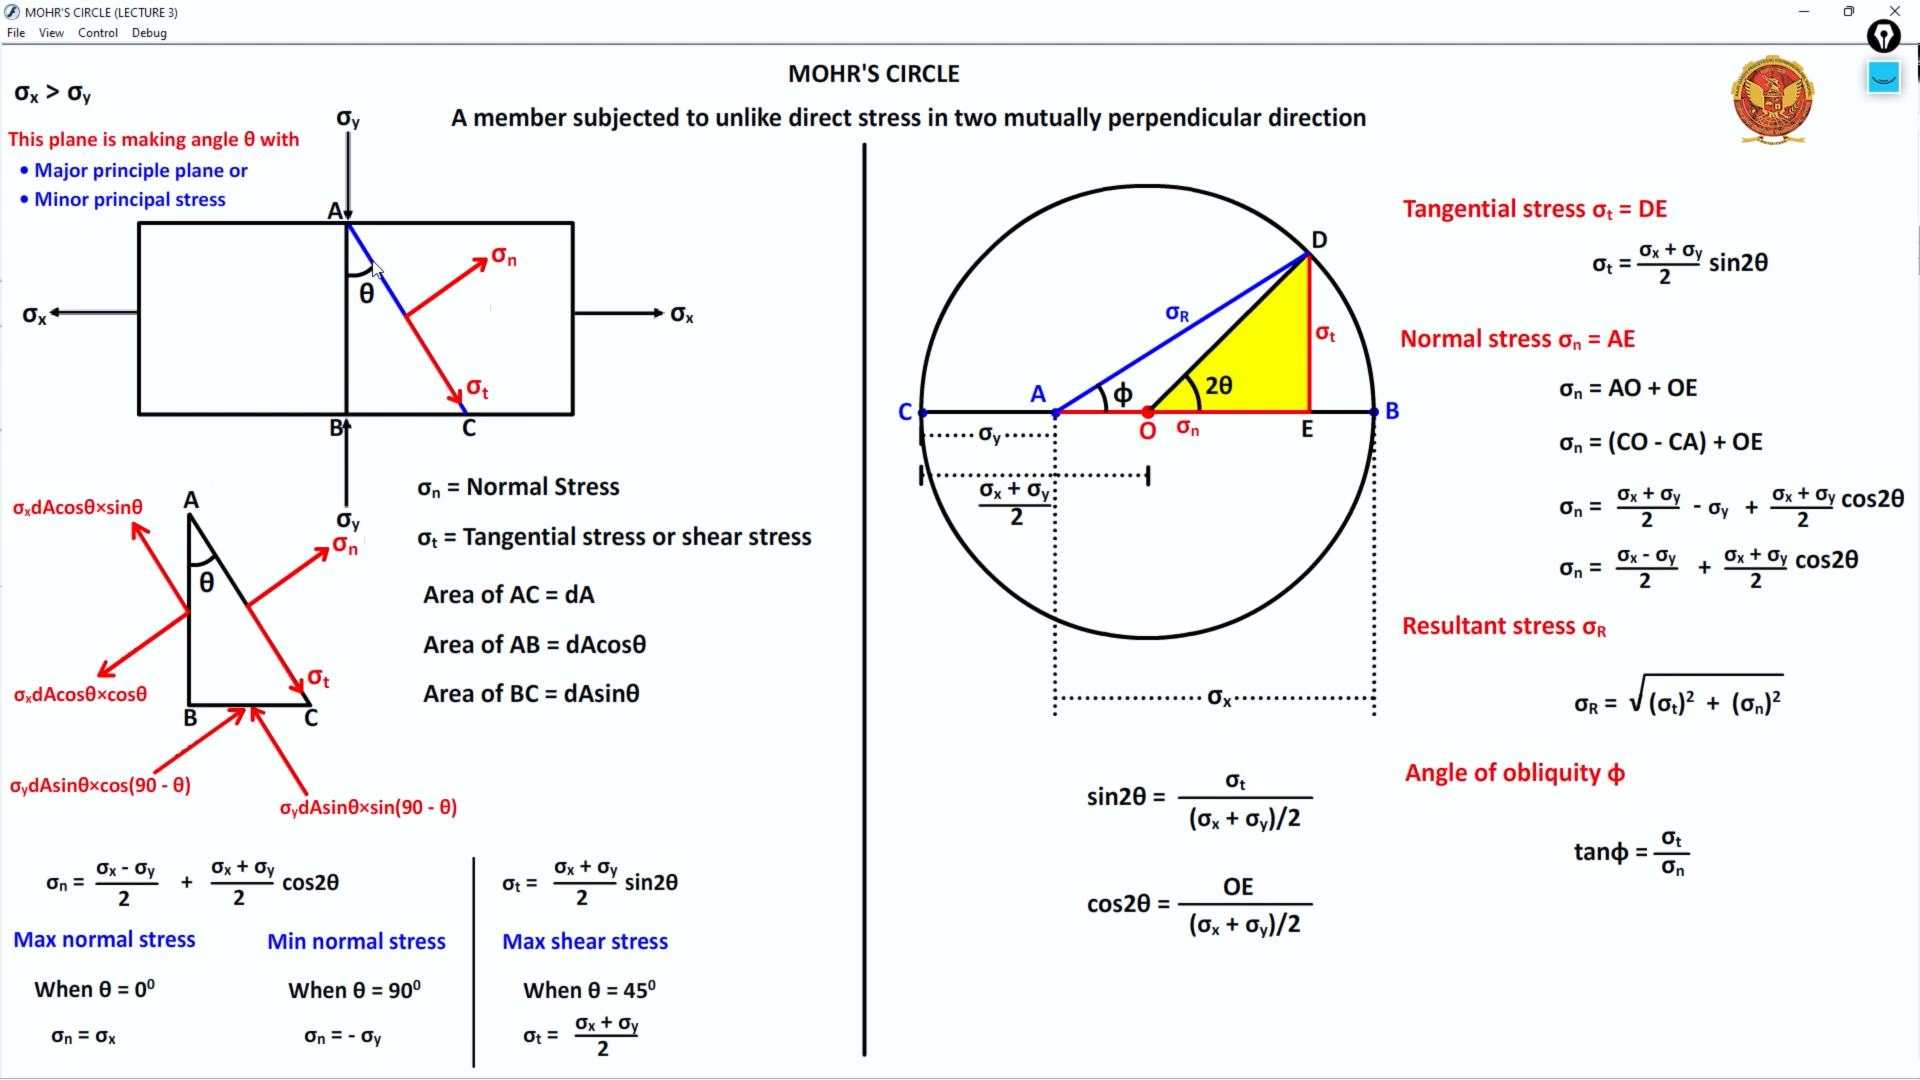 MOHR'S CIRCLE (LECTURE 3)
File View Control Debug
MOHR'S CIRCLE
A member subjected to unlike direct stress in two mutually perpendicular direction
σx > σy
This plane is making angle θ with
• Major principle plane or
• Minor principal stress
σy
A
σn
θ
σx
σx
σt
B
C
σy
σxdAcosθ×sinθ
A
σn
θ
σxdAcosθ×cosθ
σt
B
C
σydAsinθ×cos(90 - θ)
σydAsinθ×sin(90 - θ)
σn = Normal Stress
σt = Tangential stress or shear stress
Area of AC = dA
Area of AB = dAcosθ
Area of BC = dAsinθ
σn = (σx - σy)/2 + (σx + σy)/2 cos2θ
σt = (σx + σy)/2 sin2θ
Max normal stress
When θ = 0⁰
σn = σx
Min normal stress
When θ = 90⁰
σn = - σy
Max shear stress
When θ = 45⁰
σt = (σx + σy)/2
D
σR
σt
A
ϕ
2θ
C
B
σy
O
σn
E
(σx + σy)/2
σx
sin2θ = σt/((σx + σy)/2)
cos2θ = OE/((σx + σy)/2)
Tangential stress σt = DE
σt = (σx + σy)/2 sin2θ
Normal stress σn = AE
σn = AO + OE
σn = (CO - CA) + OE
σn = (σx + σy)/2 - σy + (σx + σy)/2 cos2θ
σn = (σx - σy)/2 + (σx + σy)/2 cos2θ
Resultant stress σR
σR = √(σt)² + (σn)²
Angle of obliquity ϕ
tanϕ = σt/σn